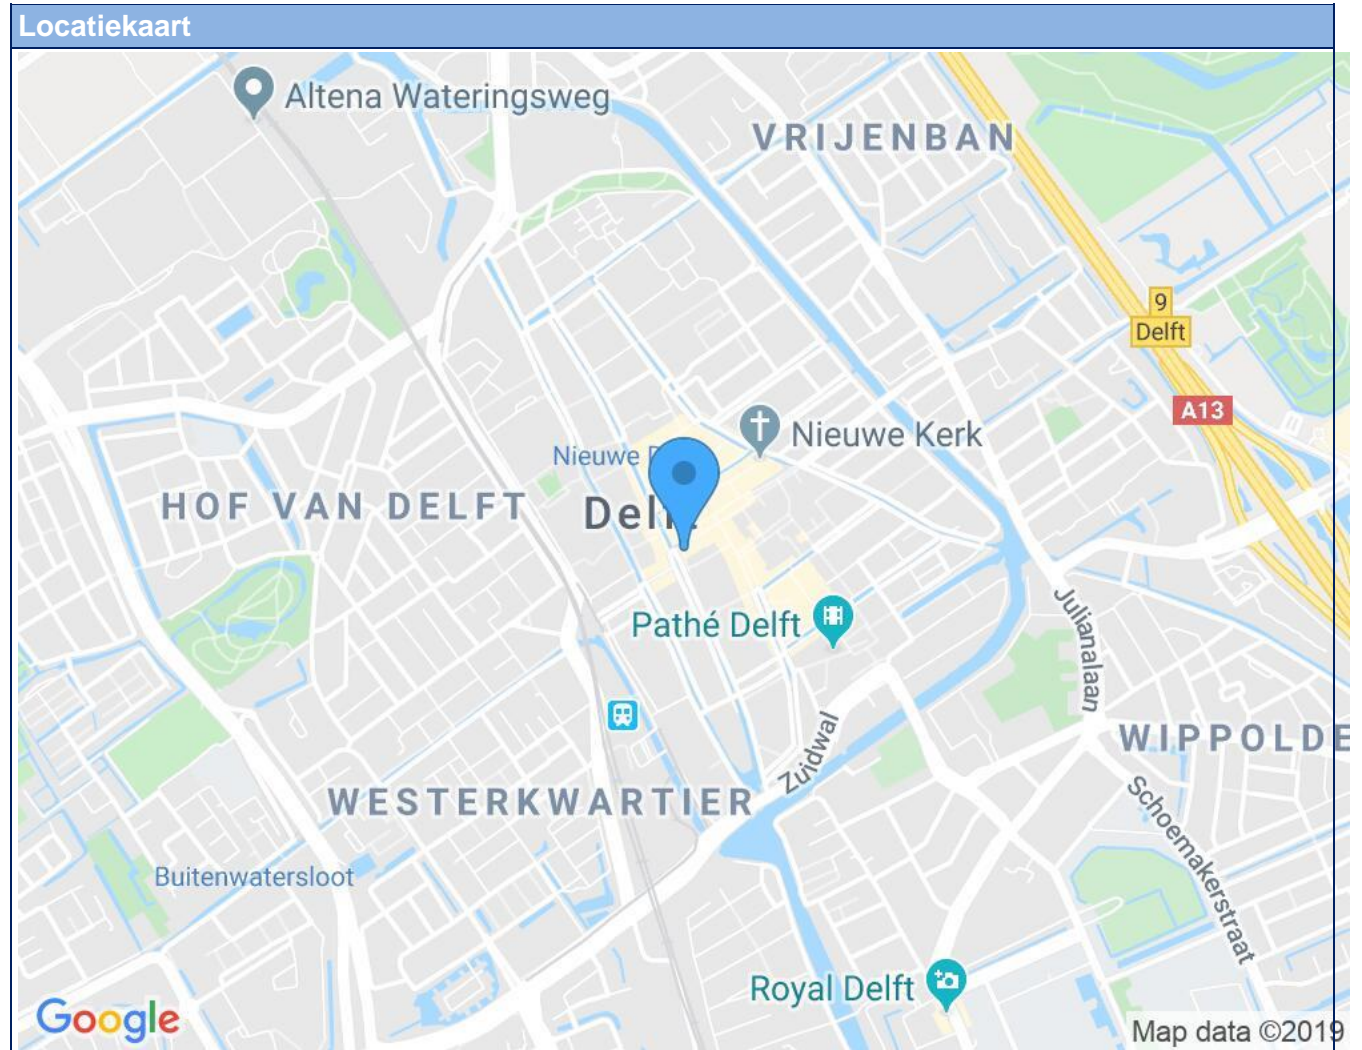 Locatiekaart
Altena Wateringsweg
VRIJENBAN
9
Delft
A13
Nieuwe Kerk
Nieuwe
HOF VAN DELFT
Delft
Pathé Delft
Julianalaan
WIPPOLDE
Zuidwal
WESTERKWARTIER
Schoemakerstraat
Buitenwatersloot
Royal Delft
Google
Map data ©2019